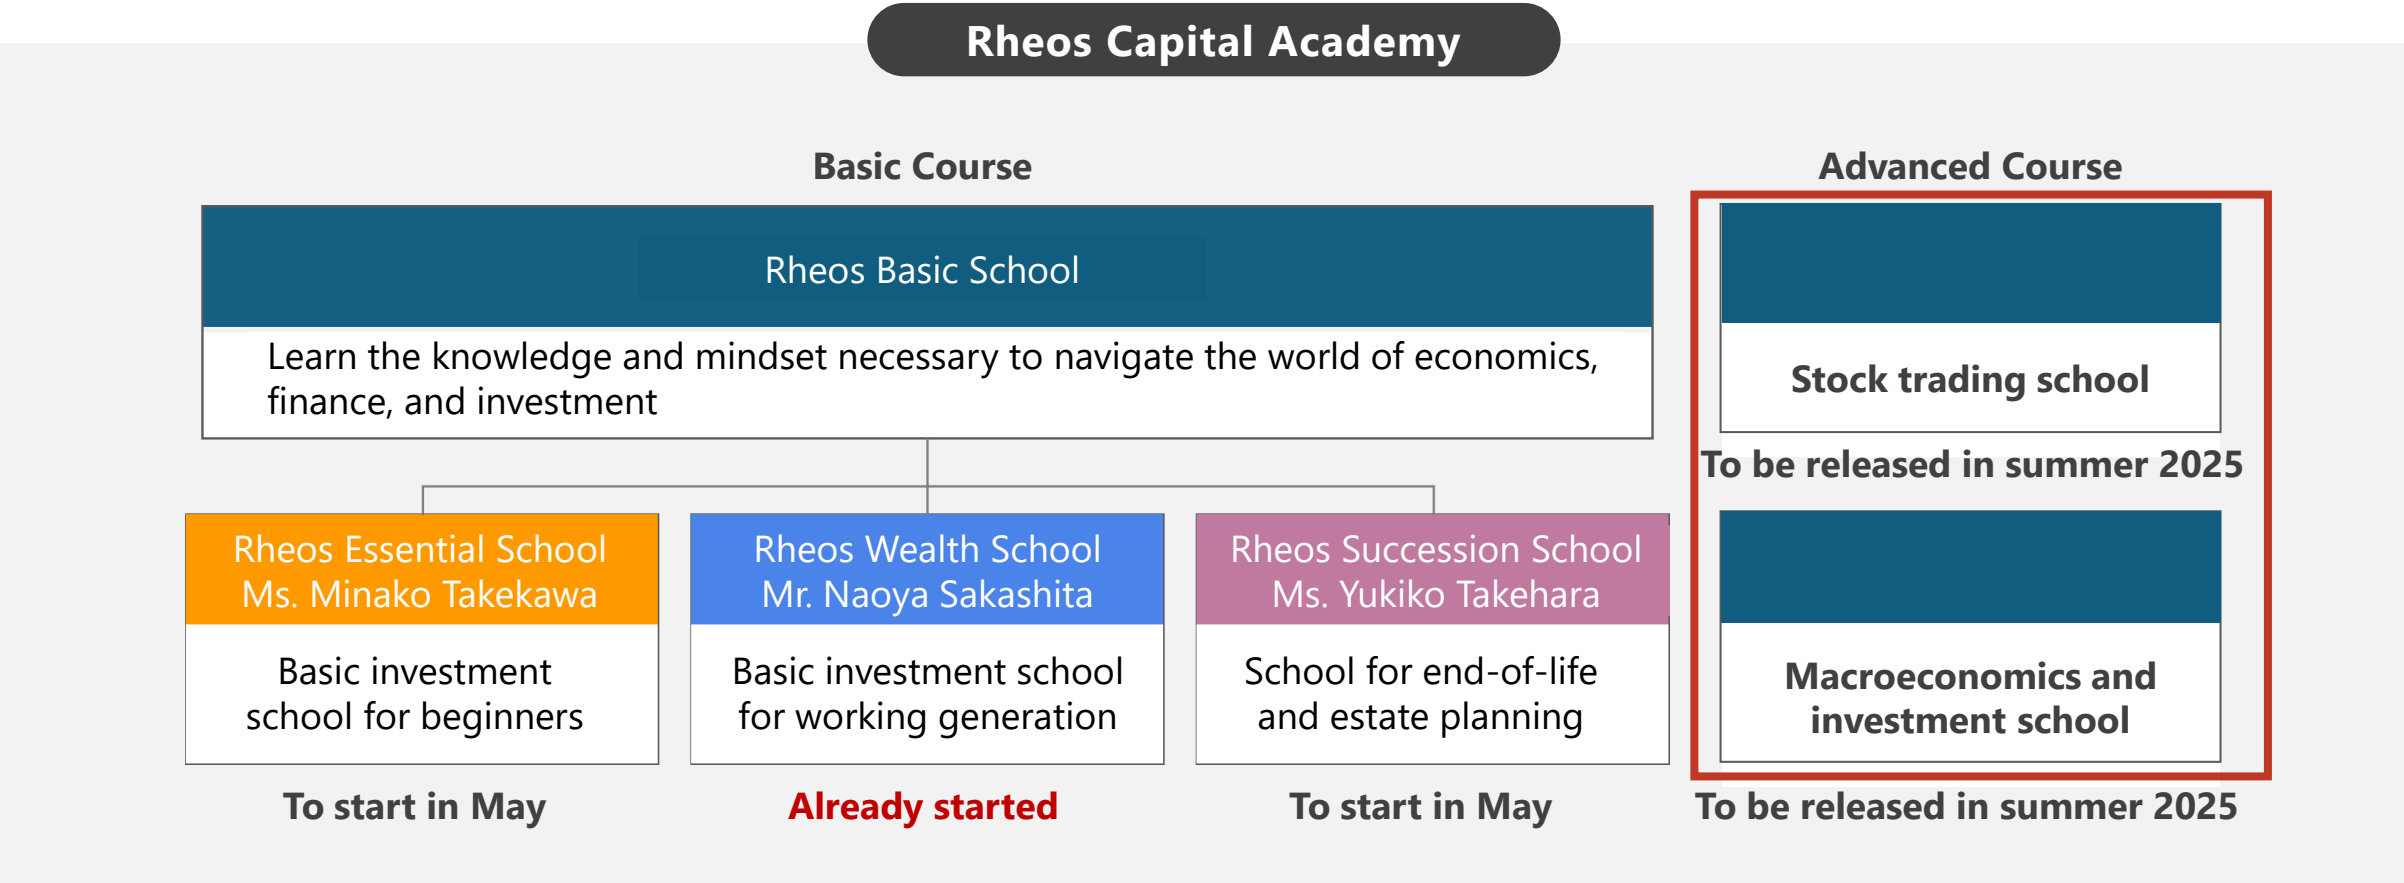 Rheos Capital Academy
Basic Course
Rheos Basic School
Learn the knowledge and mindset necessary to navigate the world of economics,
finance, and investment
Rheos Essential School
Ms. Minako Takekawa
Basic investment
school for beginners
To start in May
Rheos Wealth School
Mr. Naoya Sakashita
Basic investment school
for working generation
Already started
Rheos Succession School
Ms. Yukiko Takehara
School for end-of-life
and estate planning
To start in May
Advanced Course
Stock trading school
To be released in summer 2025
Macroeconomics and
investment school
To be released in summer 2025